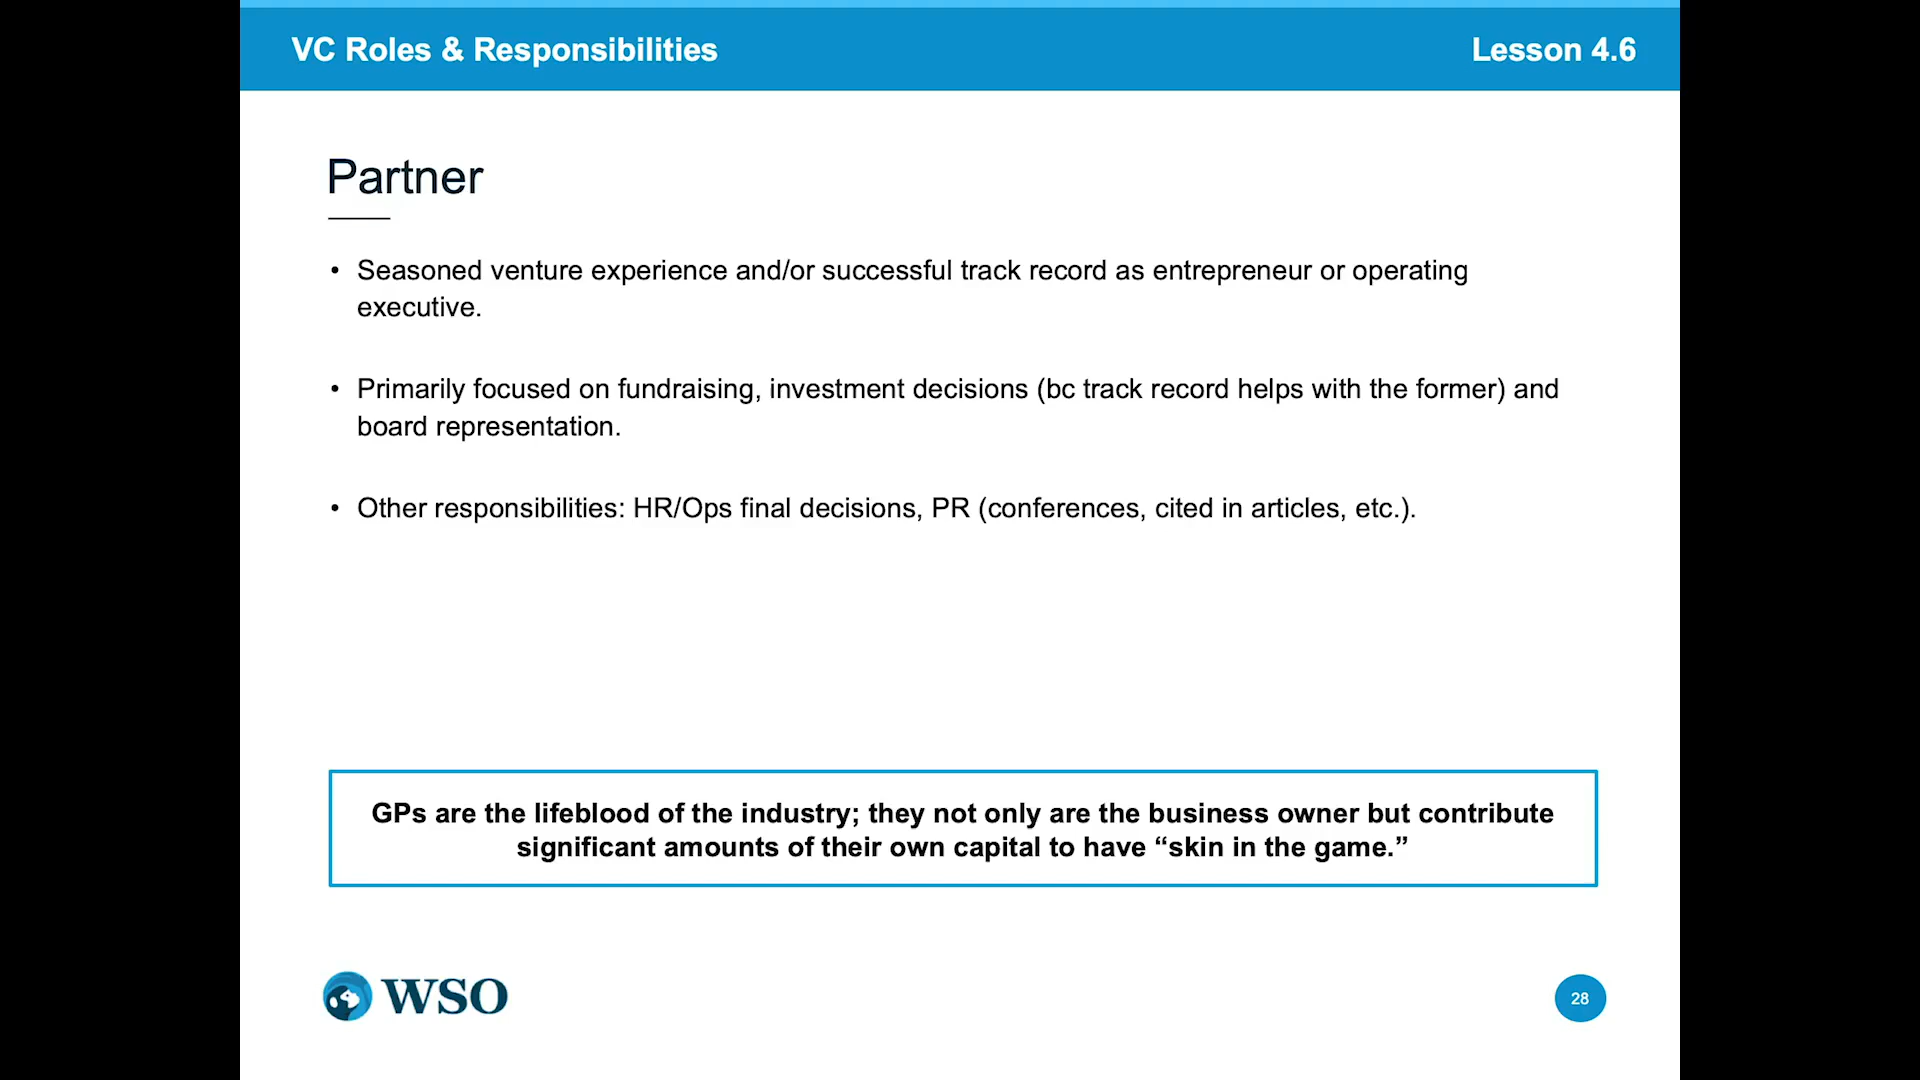 VC Roles & Responsibilities
Lesson 4.6
Partner
• Seasoned venture experience and/or successful track record as entrepreneur or operating
executive.
• Primarily focused on fundraising, investment decisions (bc track record helps with the former) and
board representation.
• Other responsibilities: HR/Ops final decisions, PR (conferences, cited in articles, etc.).
GPs are the lifeblood of the industry; they not only are the business owner but contribute
significant amounts of their own capital to have “skin in the game.”
WSO
28